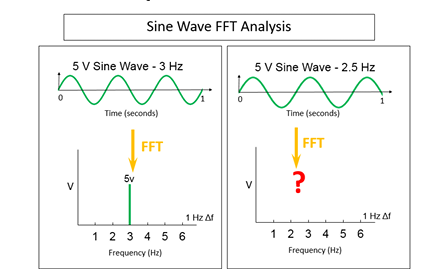 Sine Wave FFT Analysis
5 V Sine Wave - 3 Hz
0
1
Time (seconds)
FFT
5v
V
1 Hz Δf
1 2 3 4 5 6
Frequency (Hz)
5 V Sine Wave - 2.5 Hz
0
1
Time (seconds)
FFT
?
V
1 Hz Δf
1 2 3 4 5 6
Frequency (Hz)